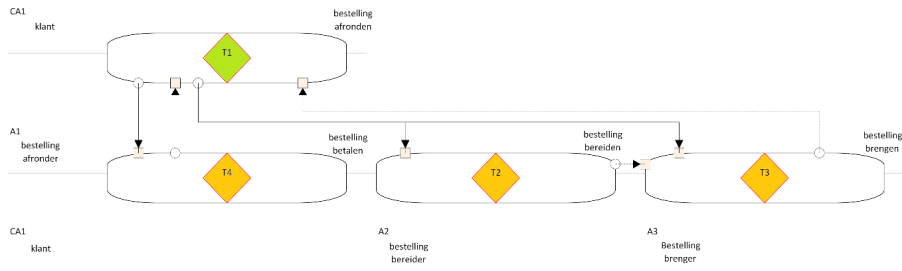 CA1
klant
bestelling
afronden
T1
A1
bestelling
afronder
bestelling
betalen
bestelling
bereiden
bestelling
brengen
T4
T2
T3
CA1
klant
A2
bestelling
bereider
A3
Bestelling
brenger